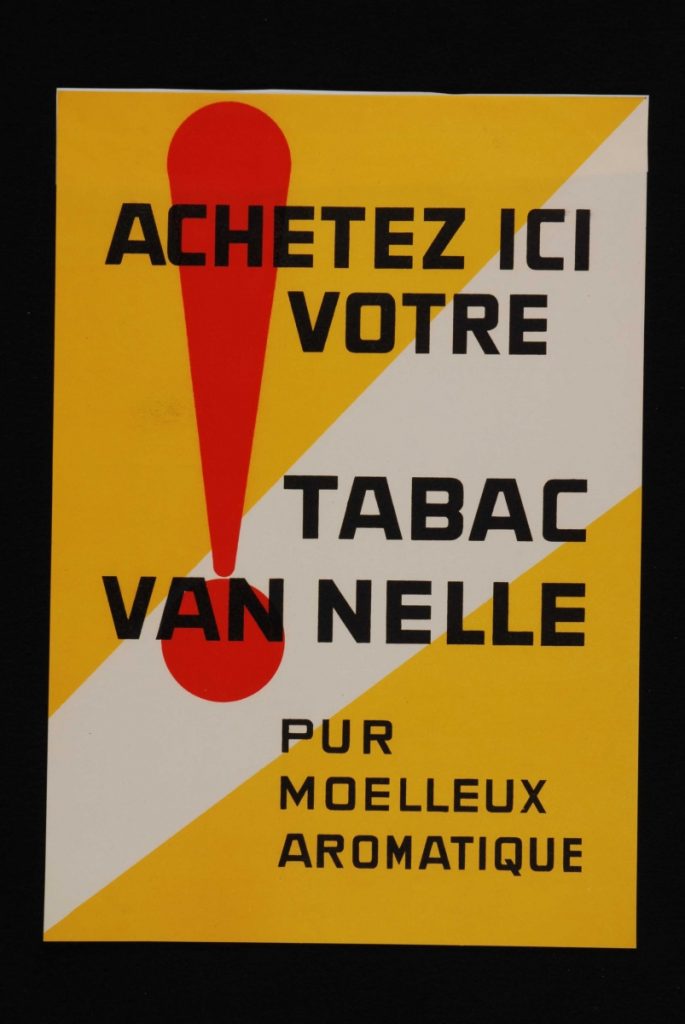 ACHETEZ ICI
VOTRE
TABAC
VAN NELLE
PUR
MOELLEUX
AROMATIQUE